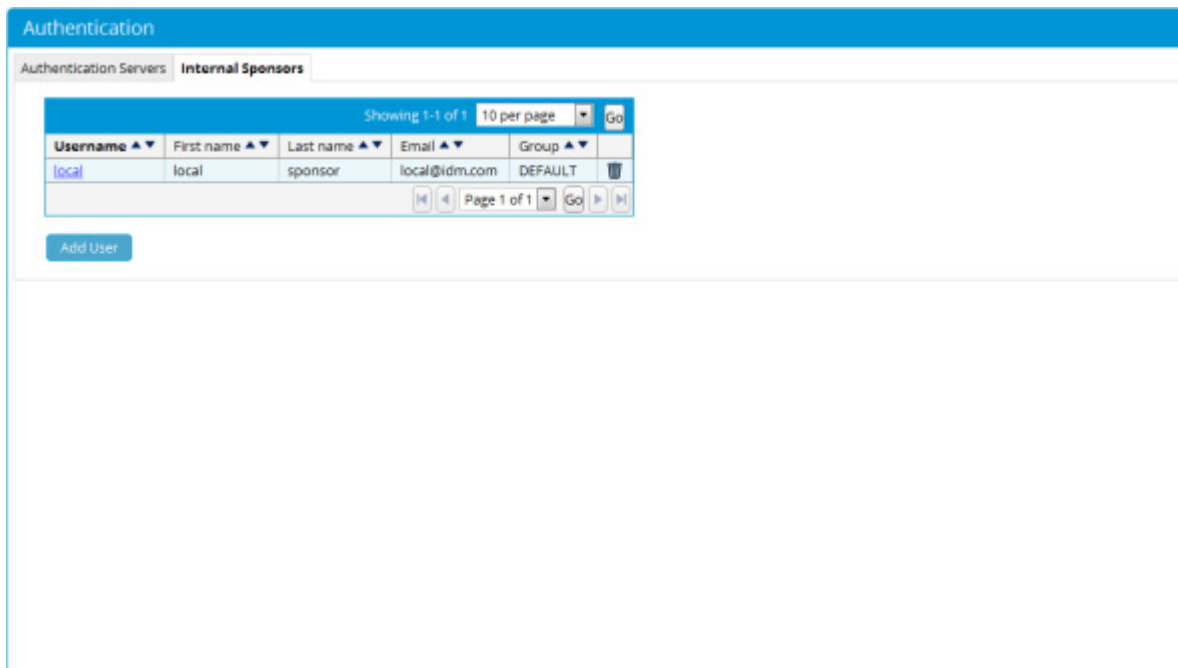 Authentication
Authentication Servers Internal Sponsors
Showing 1-1 of 1 10 per page Go
Username First name Last name Email Group
local local sponsor local@idm.com DEFAULT
Page 1 of 1 Go
Add User